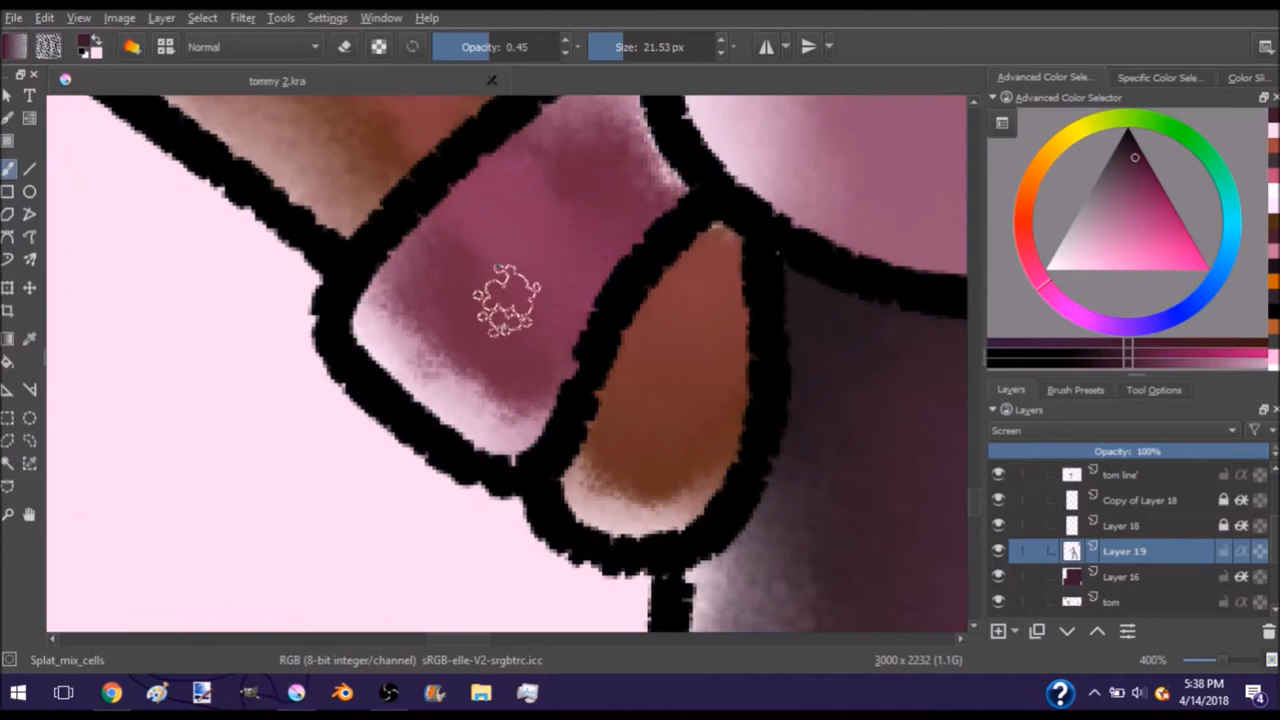 File Edit View Image Layer Select Filter Tools Settings Window Help
Normal Opacity: 0.45 Size: 21.53 px
tommy 2.kra
Advanced Color Sele... Specific Color Sele... Color Sli...
Advanced Color Selector
Layers Brush Presets Tool Options
Layers
Screen
Opacity: 100%
tom line'
Copy of Layer 18
Layer 18
Layer 19
Layer 16
tom
Splat_mix_cells RGB (8-bit integer/channel) sRGB-elle-V2-srgbtrc.icc 3000 x 2232 (1.1G) 400%
5:38 PM
4/14/2018
4